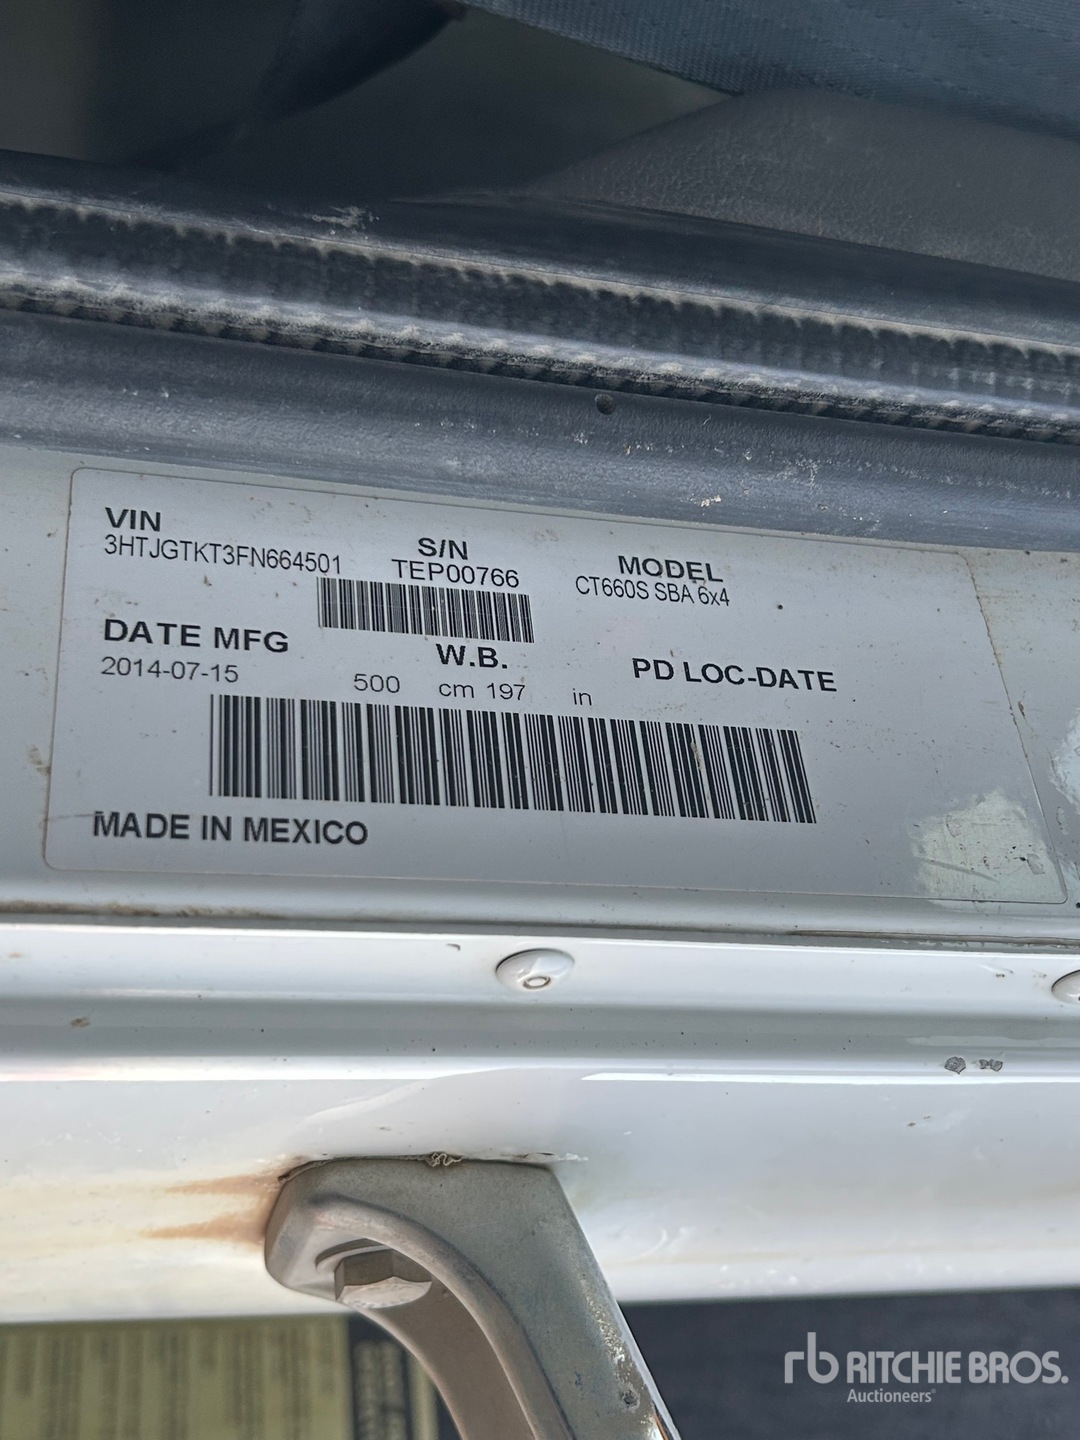 VIN
3HTJGTKT3FN664501
S/N
TEP00766
MODEL
CT660S SBA 6x4
DATE MFG
2014-07-15
W.B.
500 cm 197 in
PD LOC-DATE
MADE IN MEXICO
rb RITCHIE BROS.
Auctioneers